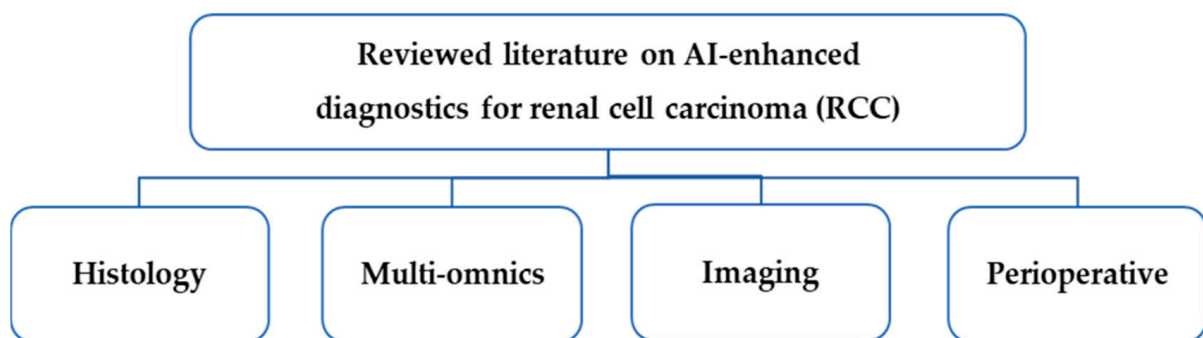 Reviewed literature on AI-enhanced
diagnostics for renal cell carcinoma (RCC)
Histology
Multi-omnics
Imaging
Perioperative